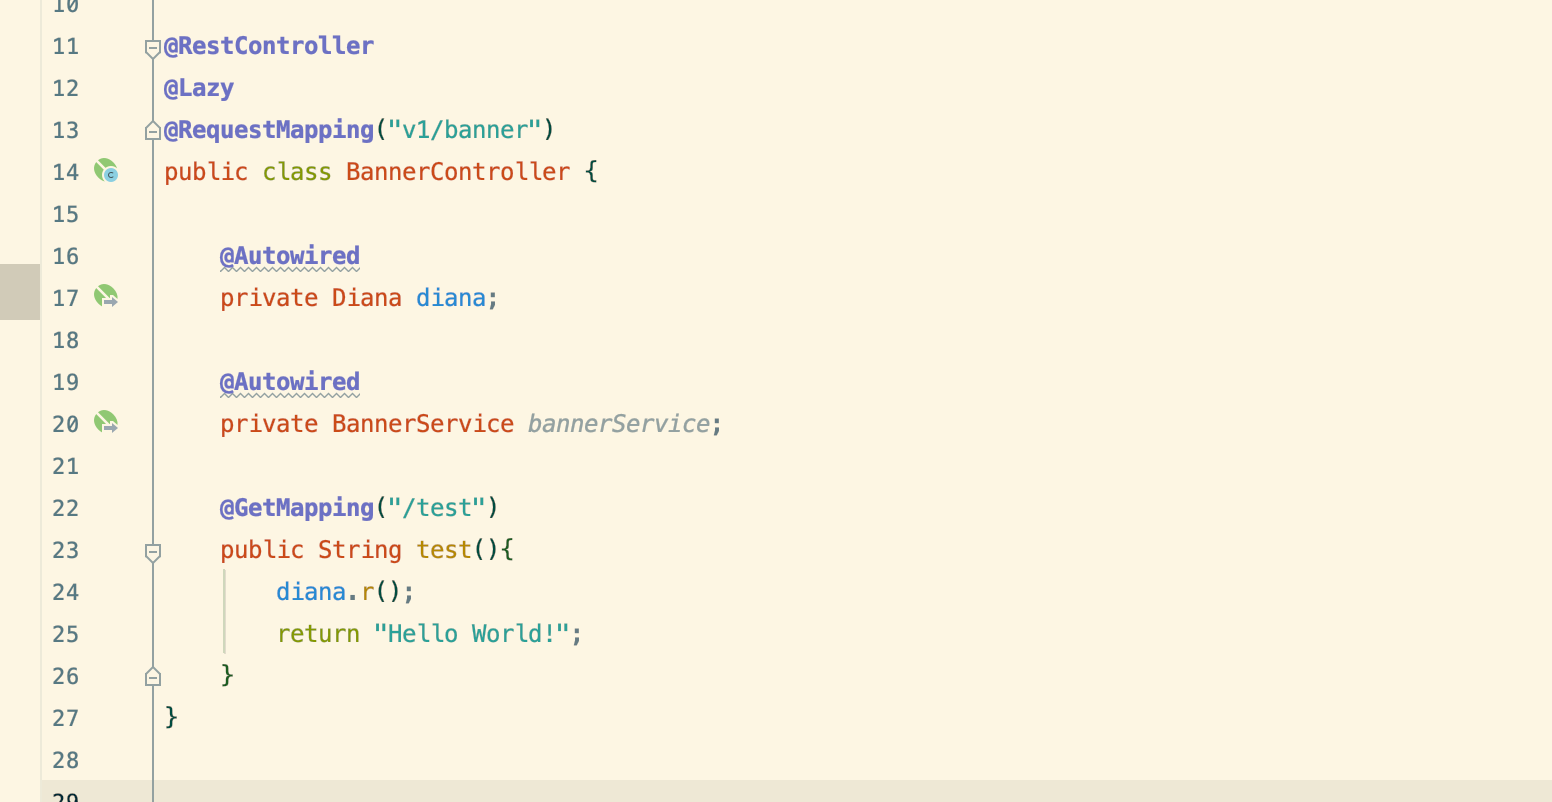 10
11 @RestController
12 @Lazy
13 @RequestMapping("v1/banner")
14 public class BannerController {
15
16 @Autowired
17 private Diana diana;
18
19 @Autowired
20 private BannerService bannerService;
21
22 @GetMapping("/test")
23 public String test(){
24 diana.r();
25 return "Hello World!";
26 }
27 }
28
29